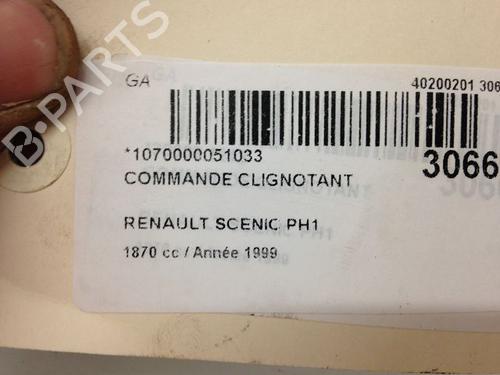 GA
40200201 306
*1070000051033
3066
COMMANDE CLIGNOTANT
RENAULT SCENIC PH1
1870 cc / Année 1999
B-PARTS